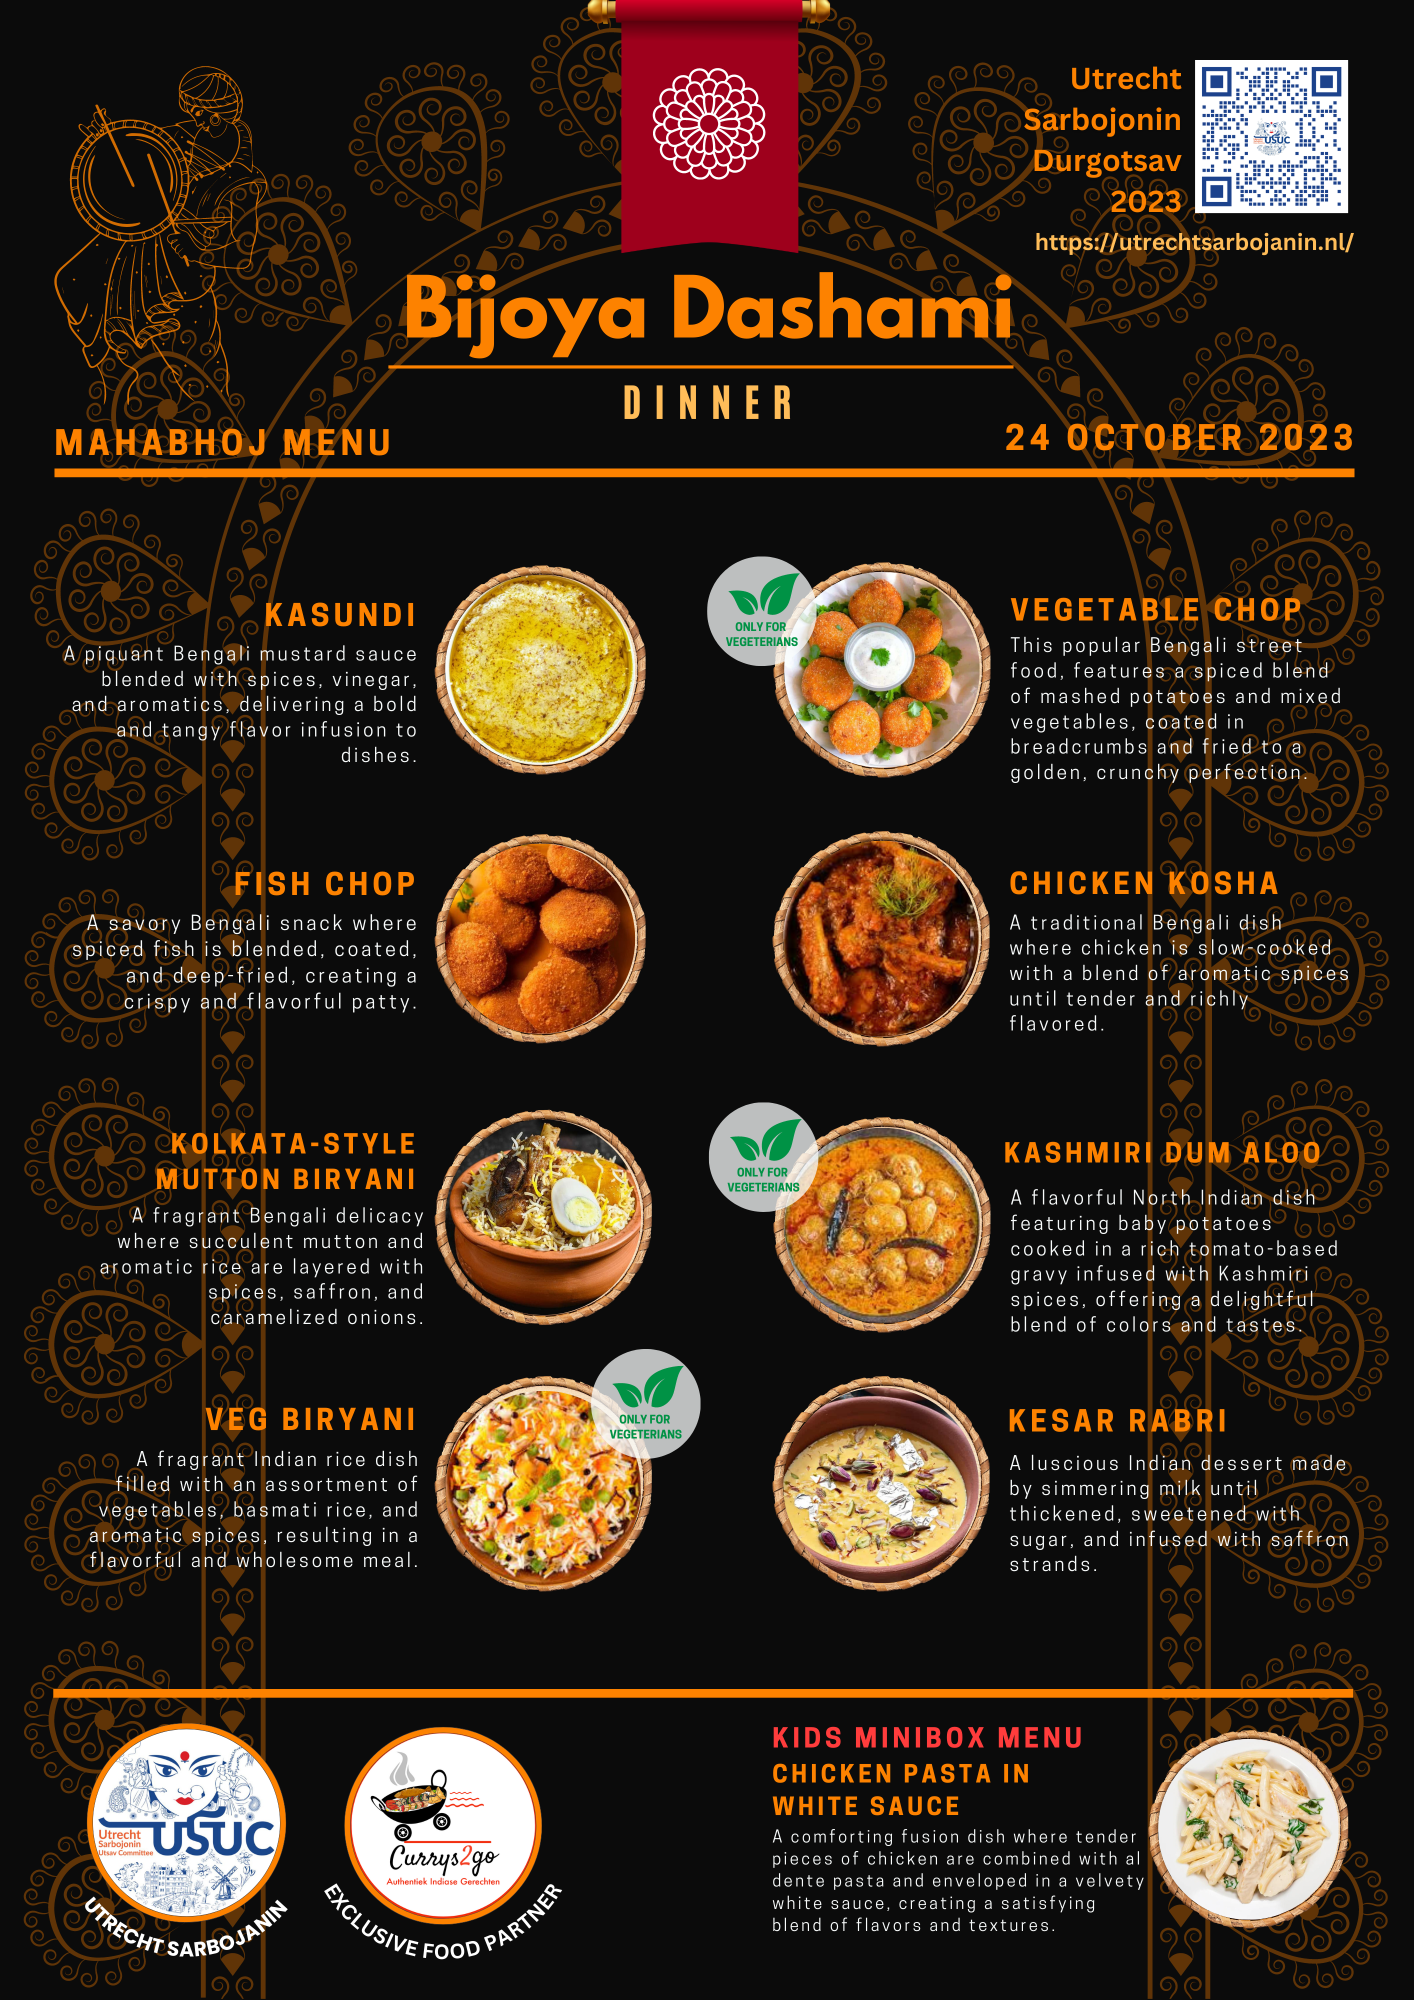 Utrecht
Sarbojonin
Durgotsav
2023
USUC
https://utrechtsarbojanin.nl/
Bijoya Dashami
DINNER
MAHABHOJ MENU
24 OCTOBER 2023
KASUNDI
A piquant Bengali mustard sauce
blended with spices, vinegar,
and aromatics, delivering a bold
and tangy flavor infusion to
dishes.
ONLY FOR
VEGETERIANS
VEGETABLE CHOP
This popular Bengali street
food, features a spiced blend
of mashed potatoes and mixed
vegetables, coated in
breadcrumbs and fried to a
golden, crunchy perfection.
FISH CHOP
A savory Bengali snack where
spiced fish is blended, coated,
and deep-fried, creating a
crispy and flavorful patty.
CHICKEN KOSHA
A traditional Bengali dish
where chicken is slow-cooked
with a blend of aromatic spices
until tender and richly
flavored.
KOLKATA-STYLE
MUTTON BIRYANI
A fragrant Bengali delicacy
where succulent mutton and
aromatic rice are layered with
spices, saffron, and
caramelized onions.
ONLY FOR
VEGETERIANS
KASHMIRI DUM ALOO
A flavorful North Indian dish
featuring baby potatoes
cooked in a rich tomato-based
gravy infused with Kashmiri
spices, offering a delightful
blend of colors and tastes.
VEG BIRYANI
A fragrant Indian rice dish
filled with an assortment of
vegetables, basmati rice, and
aromatic spices, resulting in a
flavorful and wholesome meal.
ONLY FOR
VEGETERIANS
KESAR RABRI
A luscious Indian dessert made
by simmering milk until
thickened, sweetened with
sugar, and infused with saffron
strands.
Utrecht
Sarbojonin
Utsav Committee
USUC
UTRECHT SARBOJANIN
Currys2go
Authentiek Indiase Gerechten
EXCLUSIVE FOOD PARTNER
KIDS MINIBOX MENU
CHICKEN PASTA IN
WHITE SAUCE
A comforting fusion dish where tender
pieces of chicken are combined with al
dente pasta and enveloped in a velvety
white sauce, creating a satisfying
blend of flavors and textures.